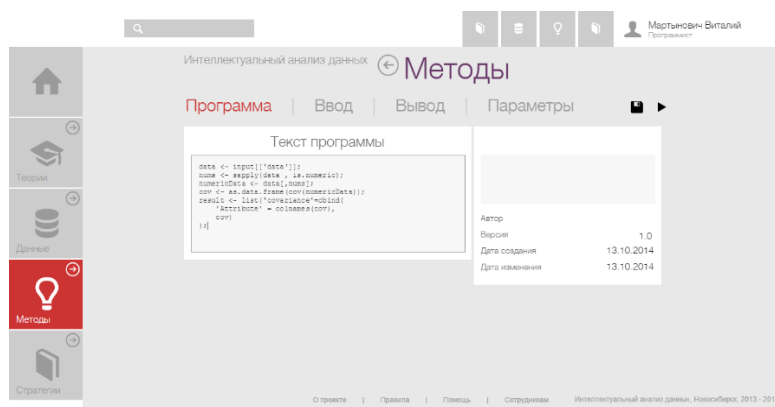 Мартынович Виталий
Программист
Интеллектуальный анализ данных Методы
Программа | Ввод | Вывод | Параметры
Теории
Данные
Методы
Стратегии
Текст программы
data <- input[['data']];
nums <- sapply(data , is.numeric);
numericData <- data[,nums];
cov <- as.data.frame(cov(numericData));
result <- list('covariance'=cbind(
'Attribute' = colnames(cov),
cov)
);
Автор
Версия 1.0
Дата создания 13.10.2014
Дата изменения 13.10.2014
О проекте | Правила | Помощь | Сотрудникам Интеллектуальный анализ данных, Новосибирск, 2013 - 201